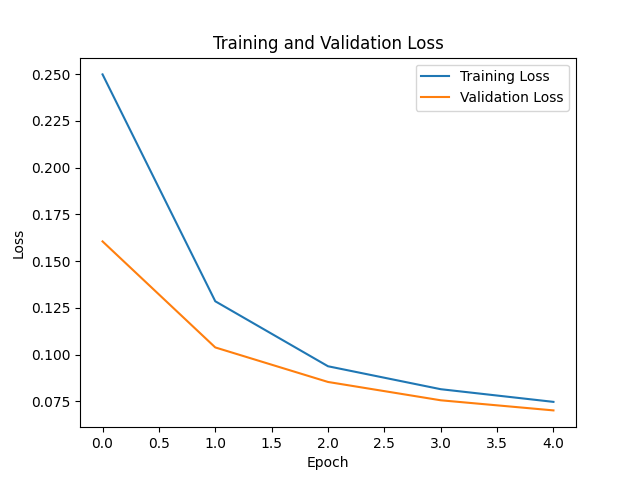 Training and Validation Loss
Training Loss
Validation Loss
0.250
0.225
0.200
0.175
0.150
0.125
0.100
0.075
Loss
0.0 0.5 1.0 1.5 2.0 2.5 3.0 3.5 4.0
Epoch